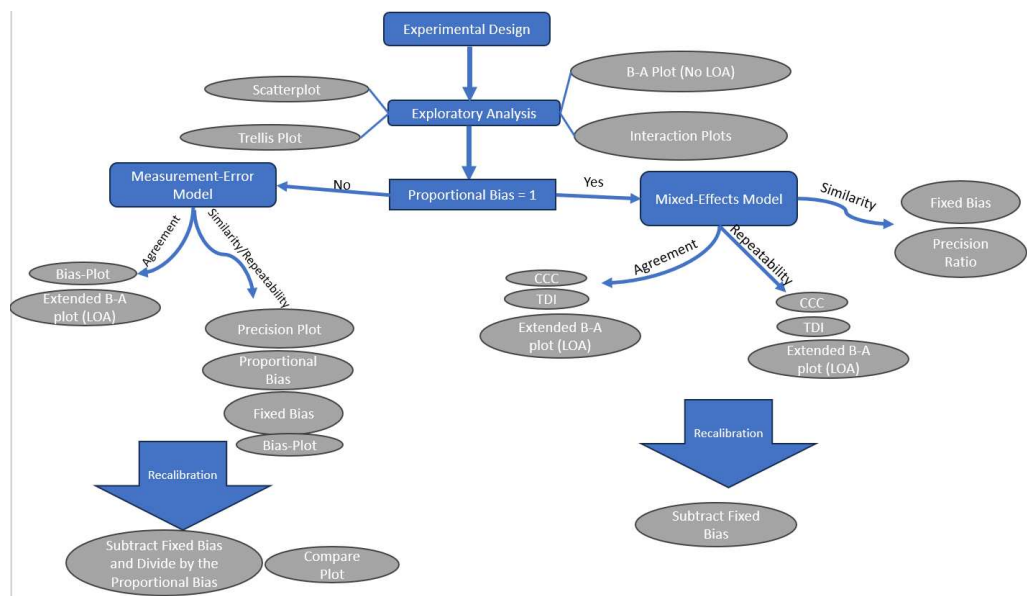 Experimental Design
Scatterplot
B-A Plot (No LOA)
Exploratory Analysis
Trellis Plot
Interaction Plots
Measurement-Error
Model
No
Proportional Bias = 1
Yes
Mixed-Effects Model
Similarity
Fixed Bias
Precision
Ratio
Agreement
Similarity/Repeatability
Bias-Plot
Extended B-A
plot (LOA)
Precision Plot
Proportional
Bias
Fixed Bias
Bias-Plot
Agreement
Repeatability
CCC
TDI
Extended B-A
plot (LOA)
CCC
TDI
Extended B-A
plot (LOA)
Recalibration
Recalibration
Subtract Fixed Bias
and Divide by the
Proportional Bias
Compare
Plot
Subtract Fixed
Bias